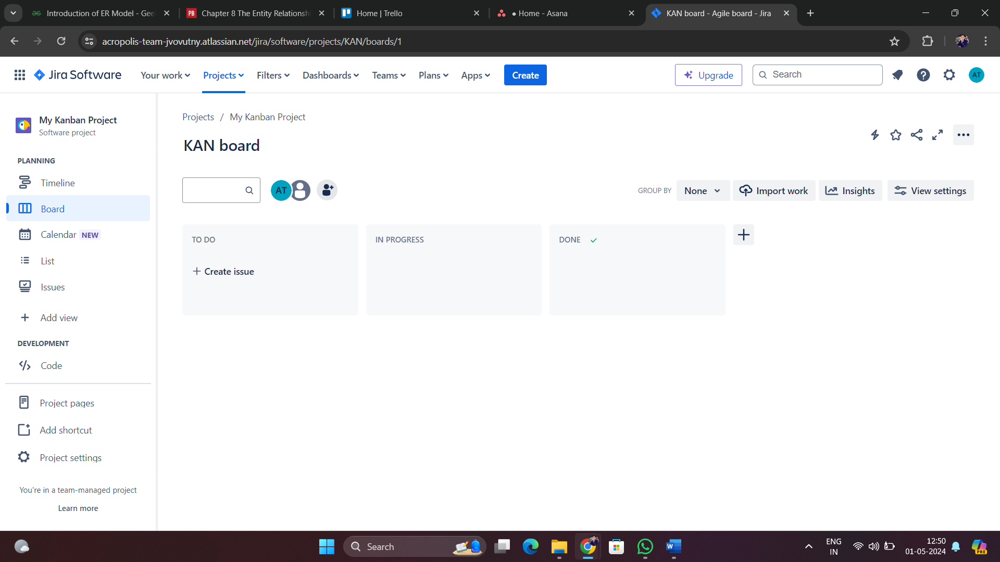 Introduction of ER Model - Gee
PB Chapter 8 The Entity Relationsh
Home | Trello
● Home - Asana
KAN board - Agile board - Jira
acropolis-team-jvovutny.atlassian.net/jira/software/projects/KAN/boards/1
Jira Software
Your work
Projects
Filters
Dashboards
Teams
Plans
Apps
Create
Upgrade
Search
AT
My Kanban Project
Software project
PLANNING
Timeline
Board
Calendar NEW
List
Issues
Add view
DEVELOPMENT
Code
Project pages
Add shortcut
Project settings
You're in a team-managed project
Learn more
Projects / My Kanban Project
KAN board
AT
GROUP BY
None
Import work
Insights
View settings
TO DO
+ Create issue
IN PROGRESS
DONE
Search
W
ENG
IN
12:50
01-05-2024
PRE